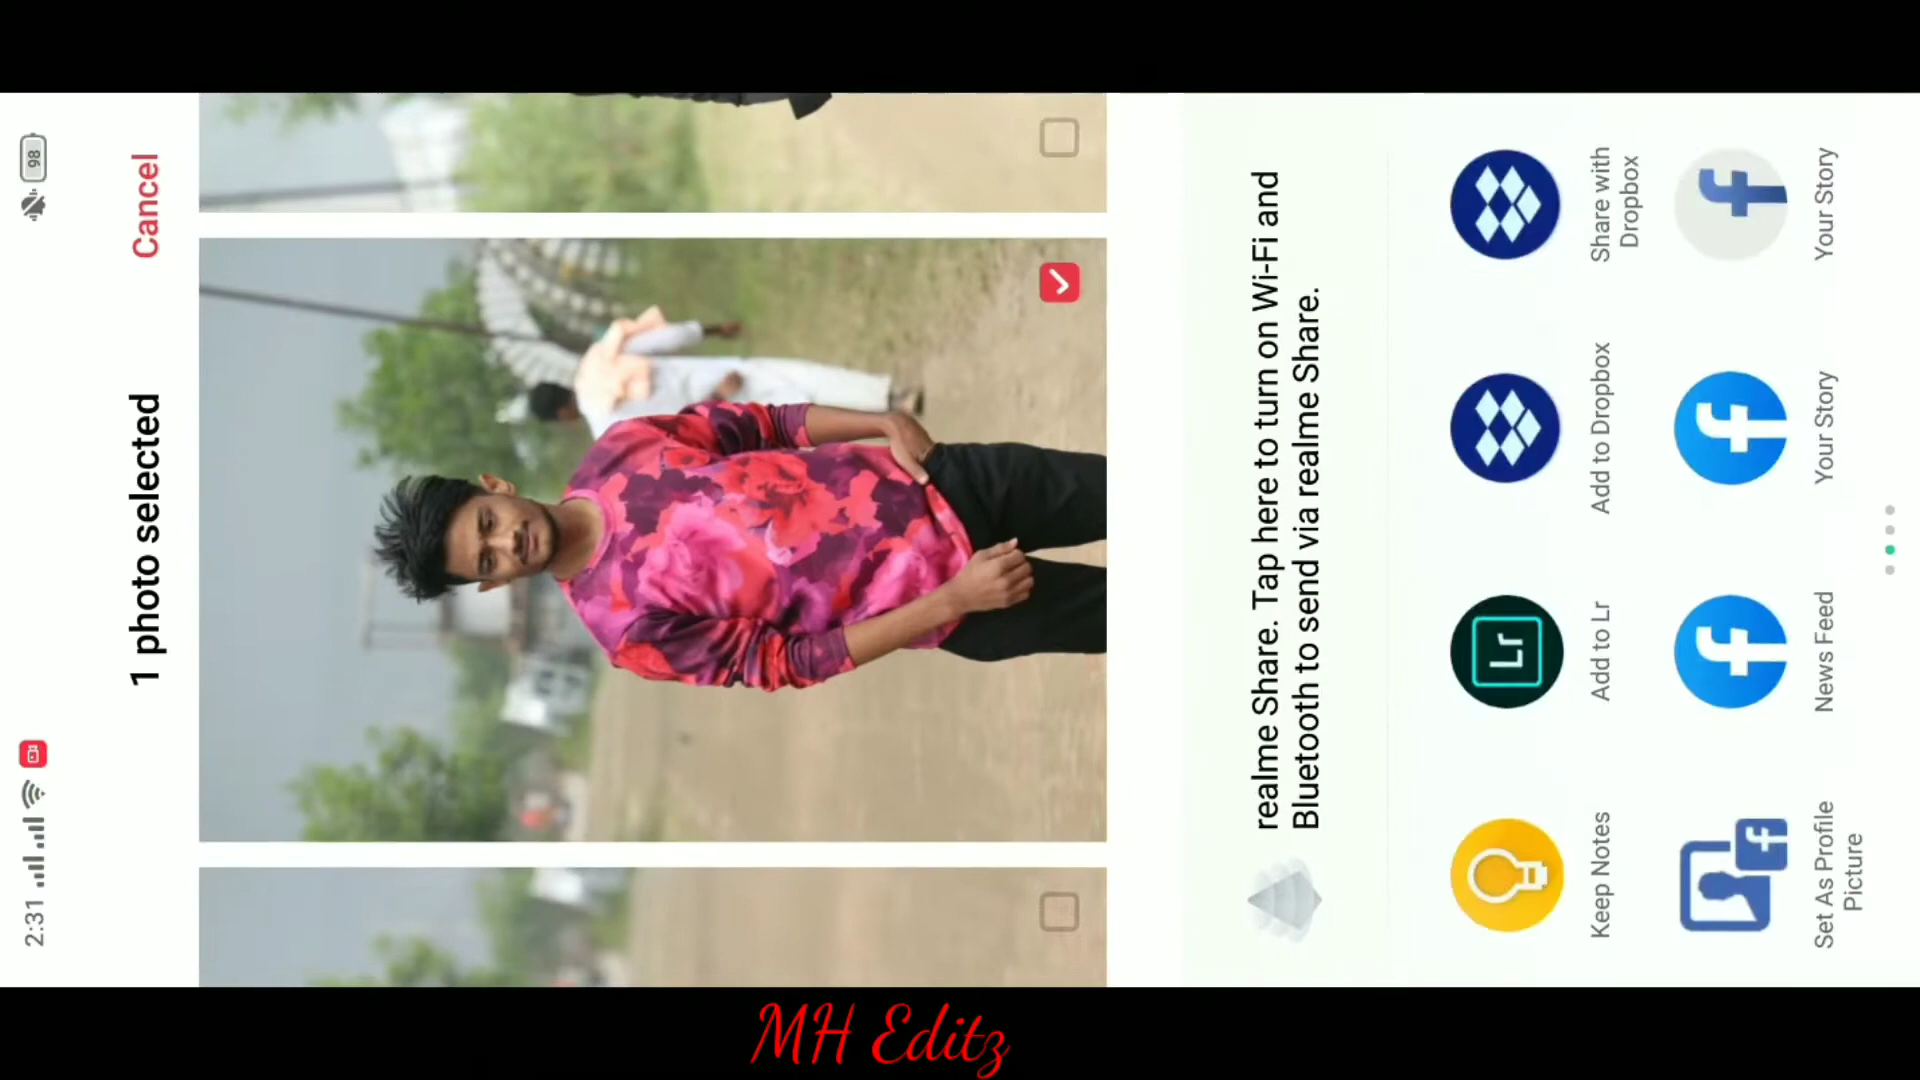 2:31
98
1 photo selected
Cancel
realme Share. Tap here to turn on Wi-Fi and
Bluetooth to send via realme Share.
Keep Notes
Lr
Add to Lr
Add to Dropbox
Share with
Dropbox
Set As Profile
Picture
News Feed
Your Story
Your Story
MH Editz